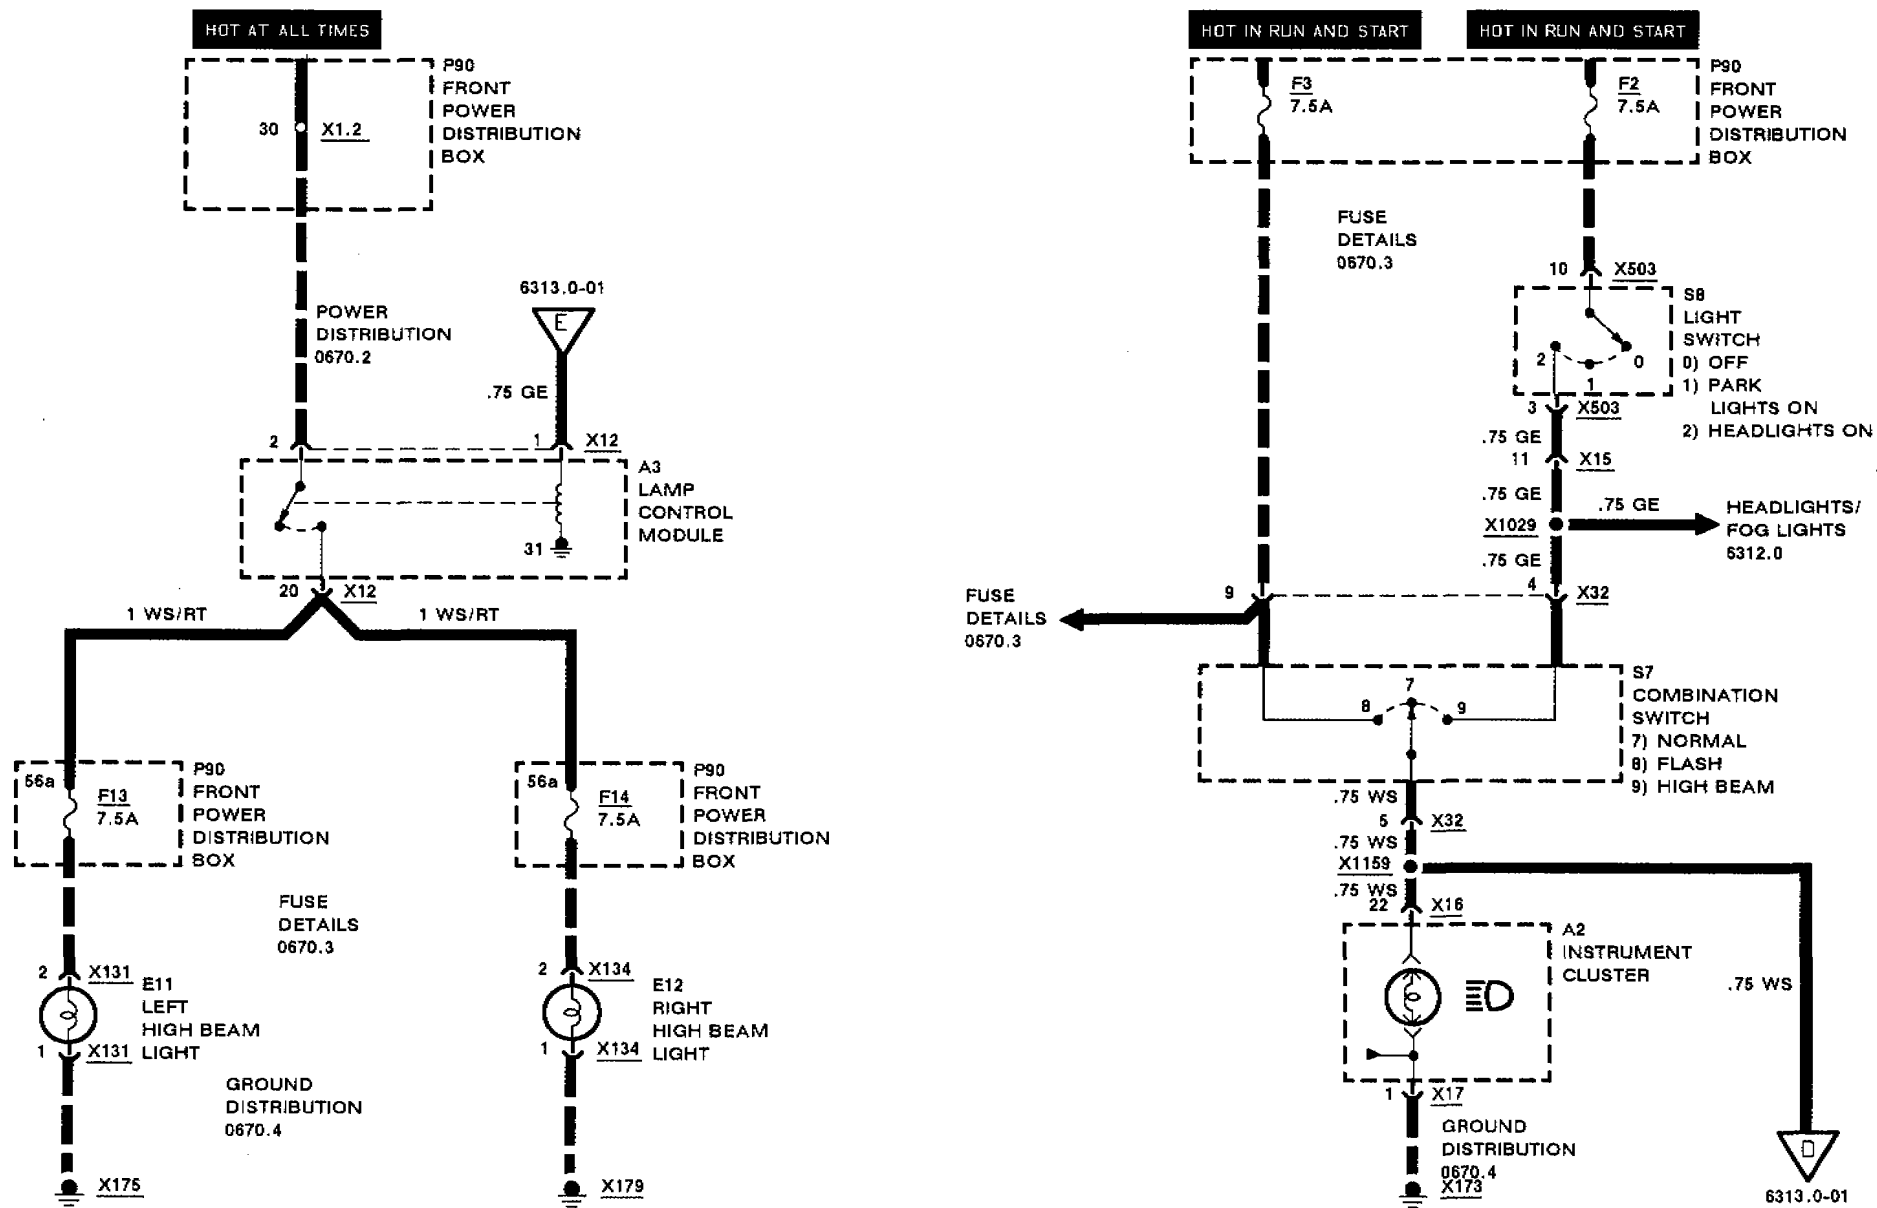 HOT AT ALL TIMES
P90
FRONT
POWER
DISTRIBUTION
BOX
30
X1.2
POWER
DISTRIBUTION
0670.2
6313.0-01
E
.75 GE
2
1
X12
A3
LAMP
CONTROL
MODULE
31
20
X12
1 WS/RT
1 WS/RT
56a
F13
7.5A
P90
FRONT
POWER
DISTRIBUTION
BOX
56a
F14
7.5A
P90
FRONT
POWER
DISTRIBUTION
BOX
FUSE
DETAILS
0670.3
2
X131
E11
LEFT
HIGH BEAM
LIGHT
1
X131
2
X134
E12
RIGHT
HIGH BEAM
LIGHT
1
X134
GROUND
DISTRIBUTION
0670.4
X175
X179
HOT IN RUN AND START
HOT IN RUN AND START
F3
7.5A
F2
7.5A
P90
FRONT
POWER
DISTRIBUTION
BOX
FUSE
DETAILS
0670.3
10
X503
S8
LIGHT
SWITCH
0) OFF
1) PARK
LIGHTS ON
2) HEADLIGHTS ON
2
0
1
3
X503
.75 GE
11
X15
.75 GE
X1029
.75 GE
HEADLIGHTS/
FOG LIGHTS
6312.0
.75 GE
9
4
X32
FUSE
DETAILS
0670.3
S7
COMBINATION
SWITCH
7) NORMAL
8) FLASH
9) HIGH BEAM
7
8
9
.75 WS
5
X32
.75 WS
X1159
.75 WS
22
X16
A2
INSTRUMENT
CLUSTER
.75 WS
1
X17
GROUND
DISTRIBUTION
0670.4
X173
D
6313.0-01